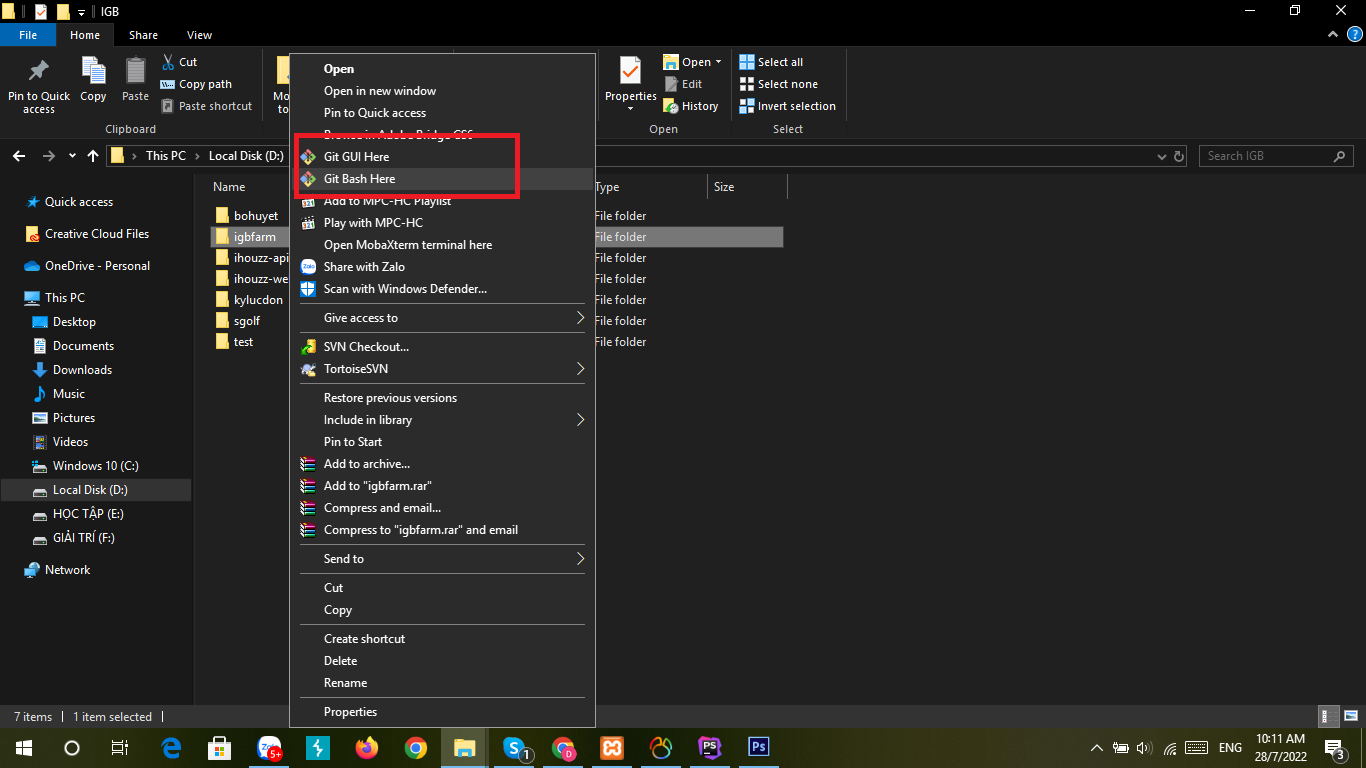 IGB
File
Home
Share
View
Pin to Quick access
Copy
Paste
Cut
Copy path
Paste shortcut
Clipboard
Properties
Open
Edit
History
Open
Select all
Select none
Invert selection
Select
This PC
Local Disk (D:)
Search IGB
Quick access
Creative Cloud Files
OneDrive - Personal
This PC
Desktop
Documents
Downloads
Music
Pictures
Videos
Windows 10 (C:)
Local Disk (D:)
HỌC TẬP (E:)
GIẢI TRÍ (F:)
Network
Name
Type
Size
bohuyet
File folder
igbfarm
File folder
ihouzz-api
File folder
ihouzz-we
File folder
kylucdon
File folder
sgolf
File folder
test
File folder
Open
Open in new window
Pin to Quick access
Browse in Adobe Bridge CS6
Git GUI Here
Git Bash Here
Add to MPC-HC Playlist
Play with MPC-HC
Open MobaXterm terminal here
Share with Zalo
Scan with Windows Defender...
Give access to
SVN Checkout...
TortoiseSVN
Restore previous versions
Include in library
Pin to Start
Add to archive...
Add to "igbfarm.rar"
Compress and email...
Compress to "igbfarm.rar" and email
Send to
Cut
Copy
Create shortcut
Delete
Rename
Properties
7 items
1 item selected
5+
1
D
PS
Ps
ENG
10:11 AM
28/7/2022
3